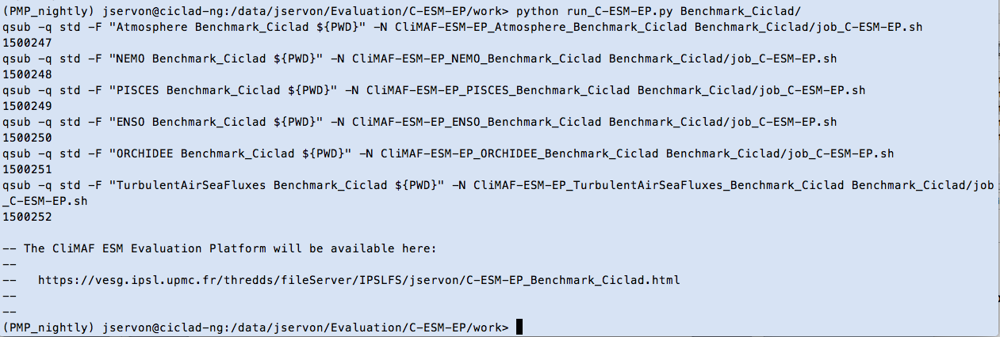 (PMP_nightly) jservon@ciclad-ng:/data/jservon/Evaluation/C-ESM-EP/work> python run_C-ESM-EP.py Benchmark_Ciclad/
qsub -q std -F "Atmosphere Benchmark_Ciclad ${PWD}" -N CliMAF-ESM-EP_Atmosphere_Benchmark_Ciclad Benchmark_Ciclad/job_C-ESM-EP.sh
1500247
qsub -q std -F "NEMO Benchmark_Ciclad ${PWD}" -N CliMAF-ESM-EP_NEMO_Benchmark_Ciclad Benchmark_Ciclad/job_C-ESM-EP.sh
1500248
qsub -q std -F "PISCES Benchmark_Ciclad ${PWD}" -N CliMAF-ESM-EP_PISCES_Benchmark_Ciclad Benchmark_Ciclad/job_C-ESM-EP.sh
1500249
qsub -q std -F "ENSO Benchmark_Ciclad ${PWD}" -N CliMAF-ESM-EP_ENSO_Benchmark_Ciclad Benchmark_Ciclad/job_C-ESM-EP.sh
1500250
qsub -q std -F "ORCHIDEE Benchmark_Ciclad ${PWD}" -N CliMAF-ESM-EP_ORCHIDEE_Benchmark_Ciclad Benchmark_Ciclad/job_C-ESM-EP.sh
1500251
qsub -q std -F "TurbulentAirSeaFluxes Benchmark_Ciclad ${PWD}" -N CliMAF-ESM-EP_TurbulentAirSeaFluxes_Benchmark_Ciclad Benchmark_Ciclad/job
_C-ESM-EP.sh
1500252
-- The CliMAF ESM Evaluation Platform will be available here:
--
--   https://vesg.ipsl.upmc.fr/thredds/fileServer/IPSLFS/jservon/C-ESM-EP_Benchmark_Ciclad.html
--
--
(PMP_nightly) jservon@ciclad-ng:/data/jservon/Evaluation/C-ESM-EP/work>